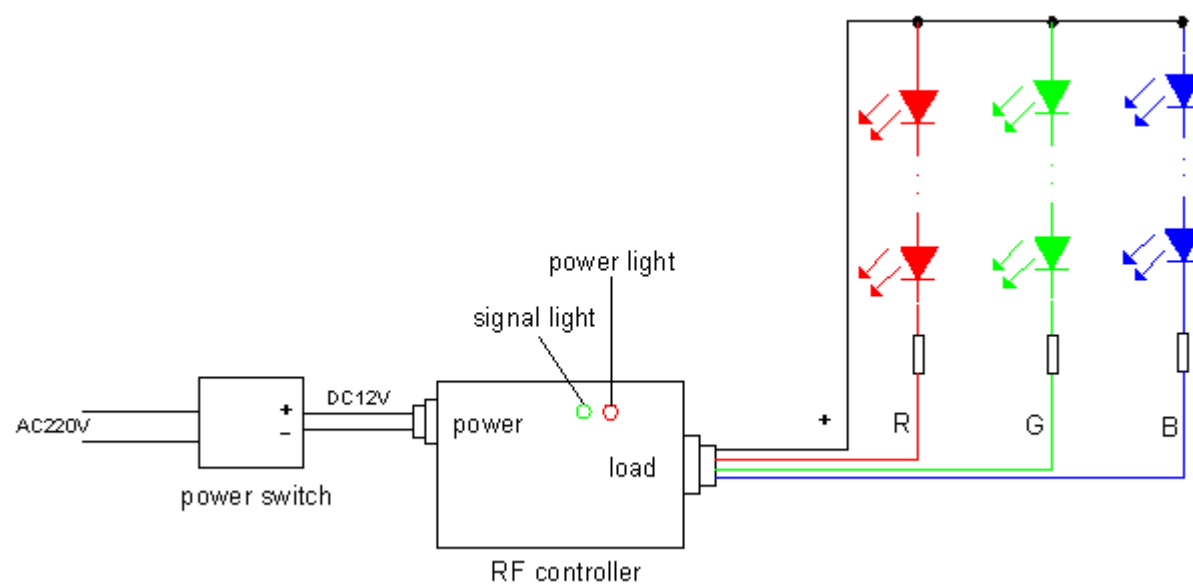 power light
signal light
DC12V
+
AC220V
−
power
+
R
G
B
load
power switch
RF controller